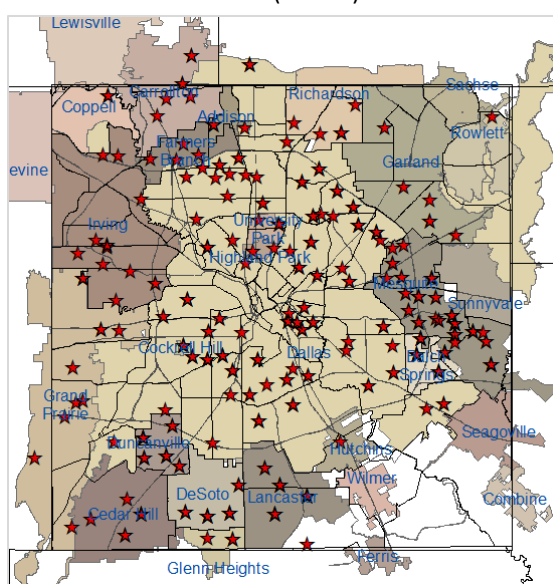 Lewisville
Carrollton
Coppell
Addison
Richardson
Sachse
Rowlett
Farmers
Branch
Garland
evine
Irving
University
Park
Highland Park
Mesquite
Sunnyvale
Cockrell Hill
Dallas
Balch
Springs
Grand
Prairie
Seagoville
Duncanville
Hutchins
Wilmer
DeSoto
Lancaster
Combine
Cedar Hill
Ferris
Glenn Heights